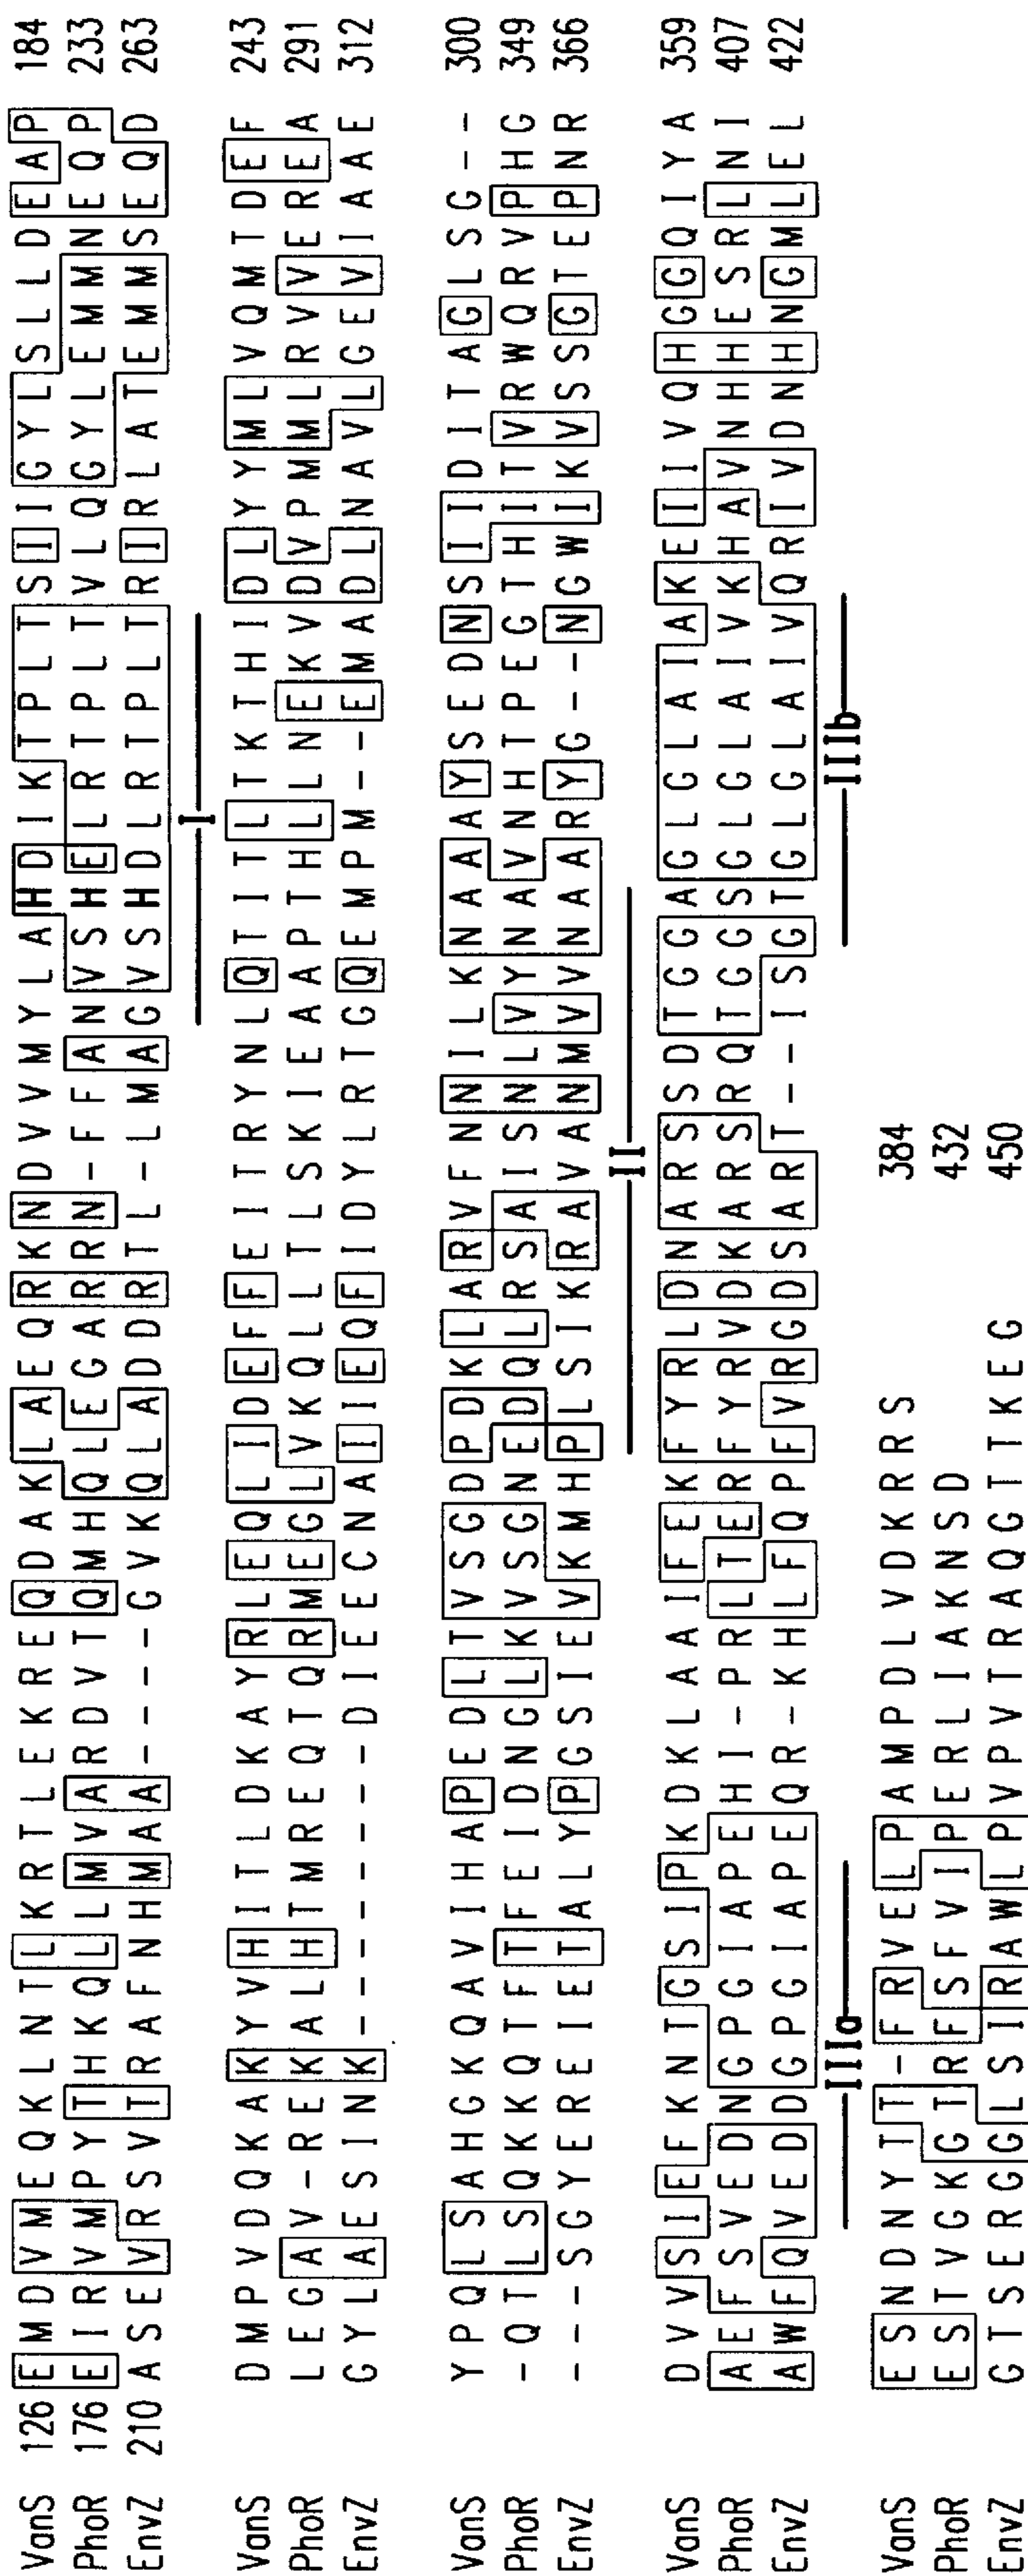 VanS 126 E M D V M E Q K L N T L K R T L E K R E Q D A K L A E Q R K N D V V M Y L A H D I K T P L T S I I G Y L S L L D E A P 184
PhoR 176 E I R V M P Y T H K Q L L M V A R D V T Q M H Q L E G A R R N - F F A N V S H E L R T P L T V L Q G Y L E M M N E Q P 233
EnvZ 210 A S E V R S V T R A F N H M A A - - - - G V K Q L A D D R T L - L M A G V S H D L R T P L T R I R L A T E M M S E Q D 263
I
VanS D M P V D Q K A K Y V H I T L D K A Y R L E Q L I D E F F E I T R Y N L Q T I T L T K T H I D L Y Y M L V Q M T D E F 243
PhoR L E G A V - R E K A L H T M R E Q T Q R M E G L V K Q L L T L S K I E A A P T H L L N E K V D V P M M L R V V E R E A 291
EnvZ G Y L A E S I N K - - - - - - - - D I E E C N A I I E Q F I D Y L R T G Q E M P M - - E M A D L N A V L G E V I A A E 312
VanS Y P Q L S A H G K Q A V I H A P E D L T V S G D P D K L A R V F N N I L K N A A A Y S E D N S I I D I T A G L S G - - 300
PhoR - Q T L S Q K K Q T F T F E I D N G L K V S G N E D Q L R S A I S N L V Y N A V N H T P E G T H I T V R W Q R V P H G 349
EnvZ - - - S G Y E R E I E T A L Y P G S I E V K M H P L S I K R A V A N M V V N A A R Y G - - N G W I K V S S G T E P N R 366
II
VanS D V V S I E F K N T G S I P K D K L A A I F E K F Y R L D N A R S S D T G G A G L G L A I A K E I I V Q H G G Q I Y A 359
PhoR A E F S V E D N G P G I A P E H I - P R L T E R F Y R V D K A R S R Q T G G S G L G L A I V K H A V N H H E S R L N I 407
EnvZ A W F Q V E D D G P G I A P E Q R - K H L F Q P F V R G D S A R T - - I S G T G L G L A I V Q R I V D N H N G M L E L 422
IIIa IIIb
VanS E S N D N Y T T - F R V E L P A M P D L V D K R R S 384
PhoR E S T V G K G T R F S F V I P E R L I A K N S D 432
EnvZ G T S E R G G L S I R A W L P V P V T R A Q G T T K E G 450